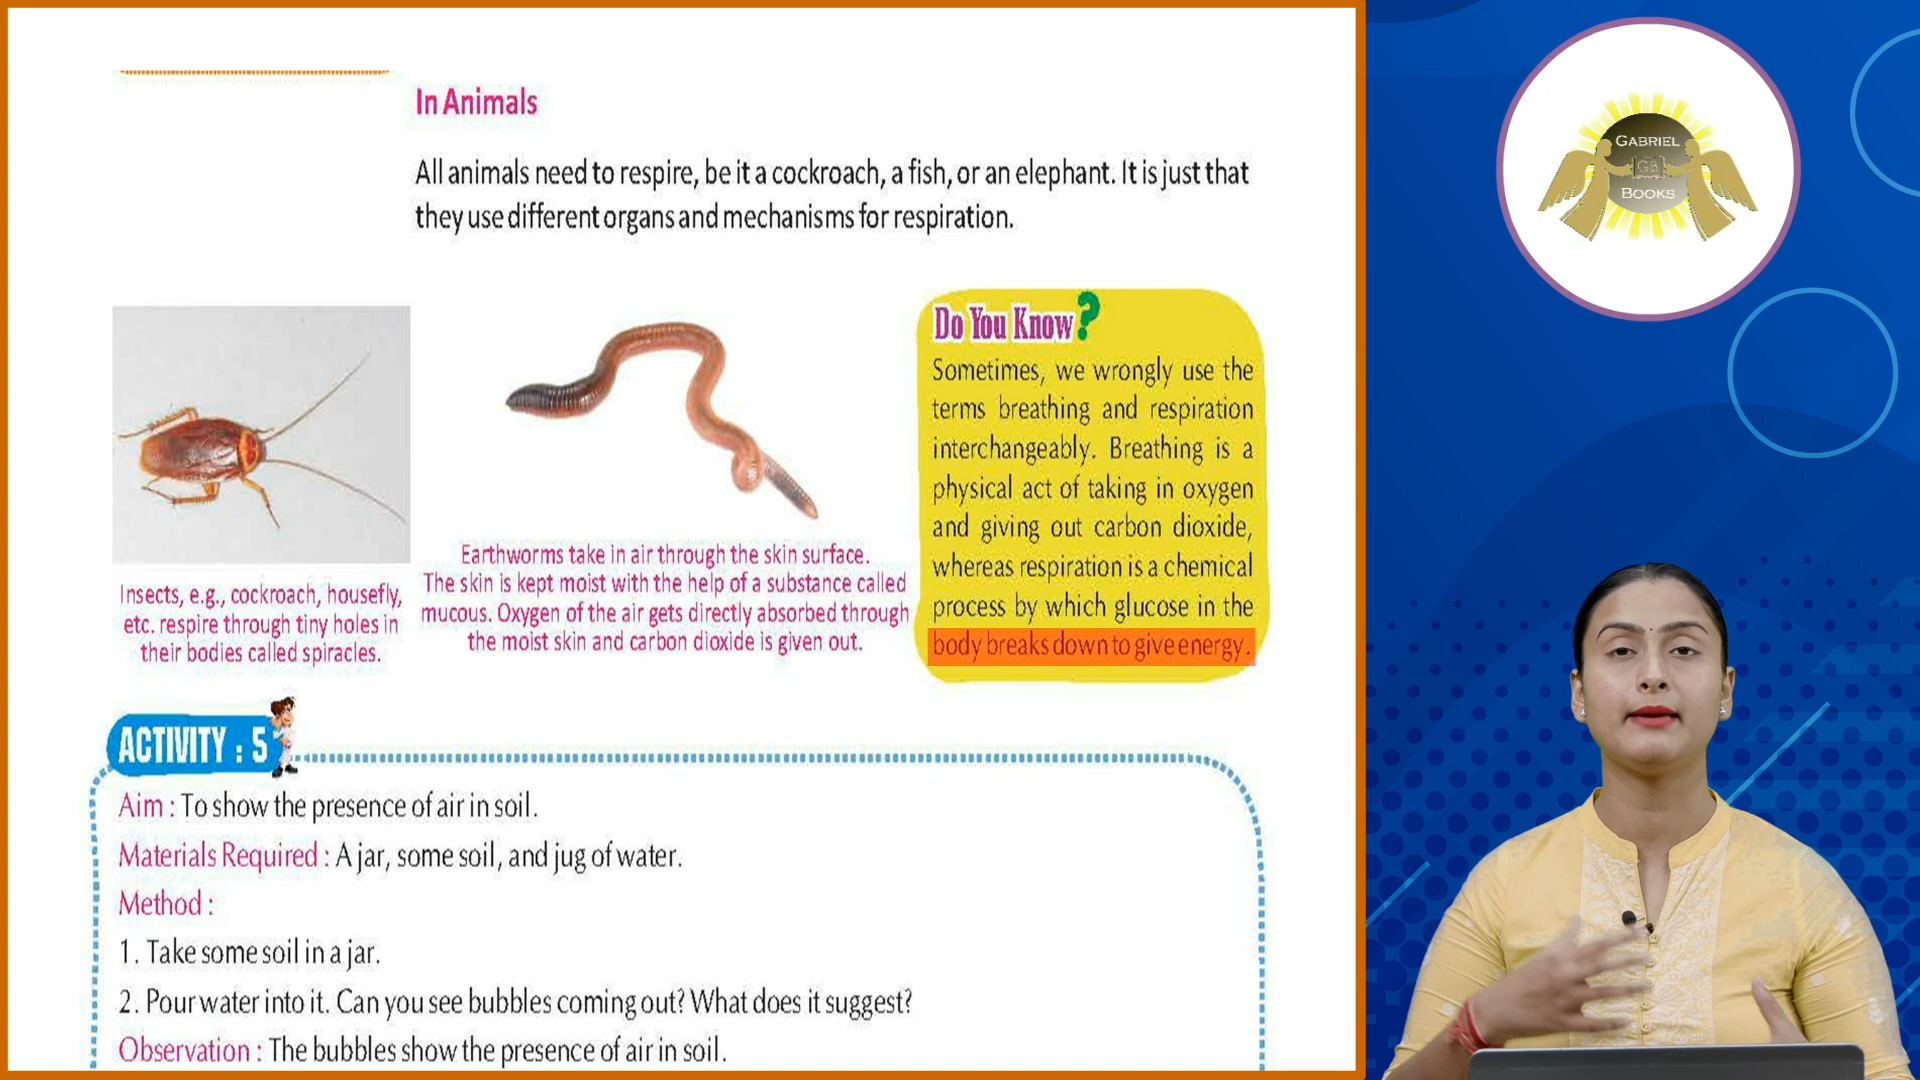 In Animals
All animals need to respire, be it a cockroach, a fish, or an elephant. It is just that
they use different organs and mechanisms for respiration.
Insects, e.g., cockroach, housefly,
etc. respire through tiny holes in
their bodies called spiracles.
Earthworms take in air through the skin surface.
The skin is kept moist with the help of a substance called
mucous. Oxygen of the air gets directly absorbed through
the moist skin and carbon dioxide is given out.
Do You Know?
Sometimes, we wrongly use the
terms breathing and respiration
interchangeably. Breathing is a
physical act of taking in oxygen
and giving out carbon dioxide,
whereas respiration is a chemical
process by which glucose in the
body breaks down to give energy.
ACTIVITY : 5
Aim : To show the presence of air in soil.
Materials Required : A jar, some soil, and jug of water.
Method :
1. Take some soil in a jar.
2. Pour water into it. Can you see bubbles coming out? What does it suggest?
Observation : The bubbles show the presence of air in soil.
GABRIEL
GB
BOOKS